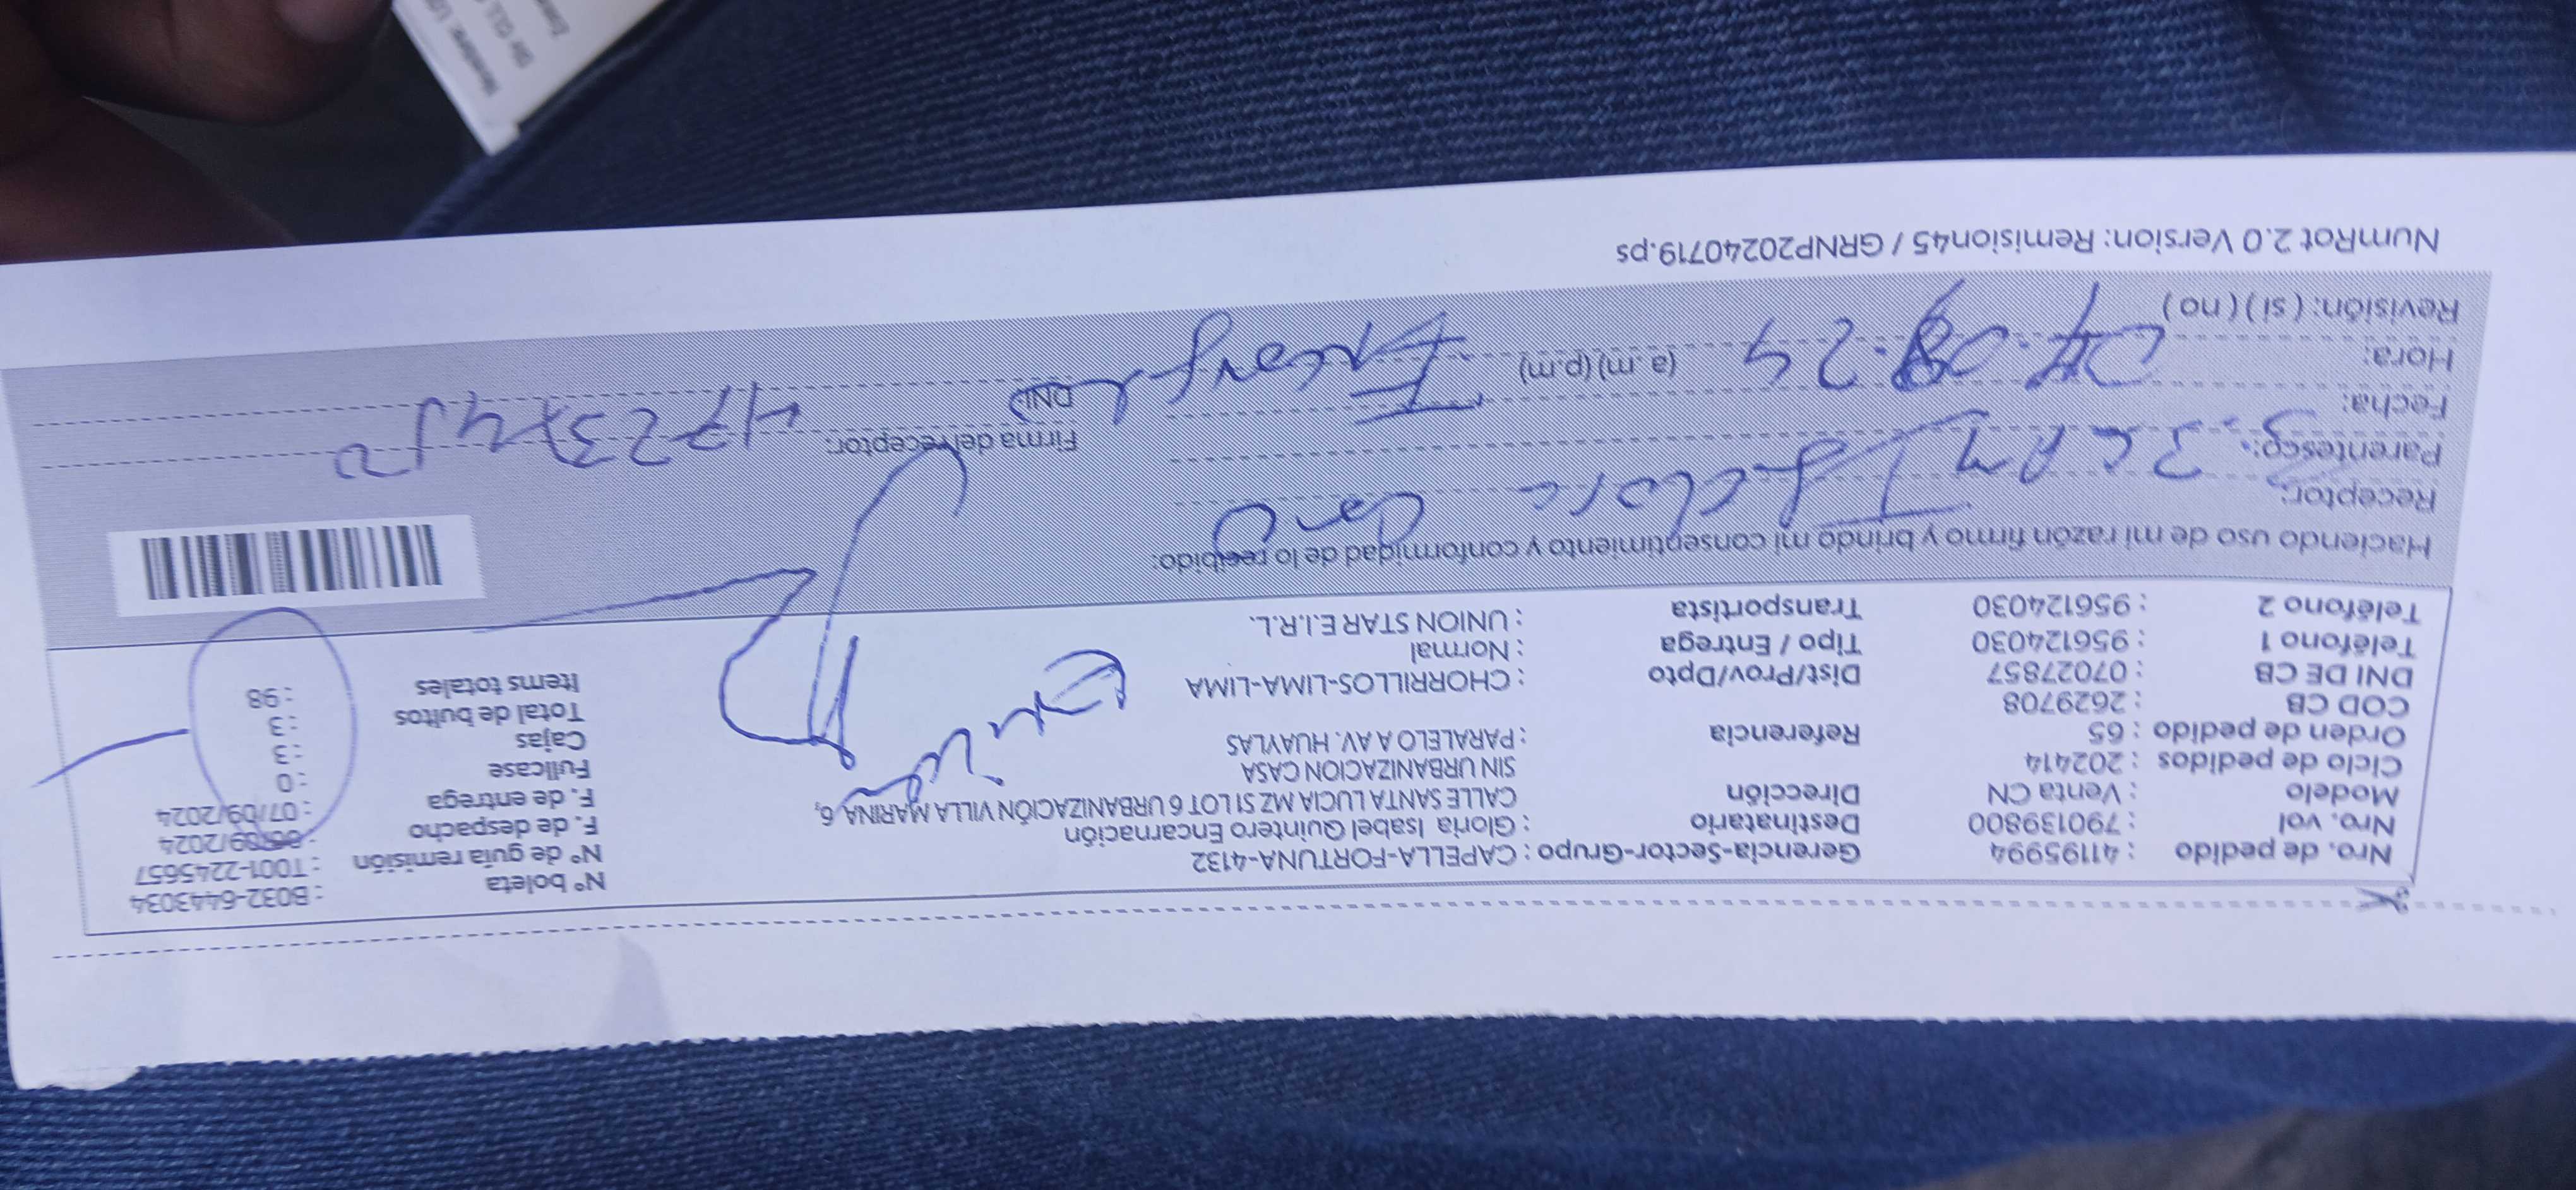 Nro. de pedido : 41195994 Gerencia-Sector-Grupo : CAPELLA-FORTUNA-4132 N° boleta : B032-6443034
Nro. vol : 790139800 Destinatario : Gloria Isabel Quintero Encarnación N° de guía remisión : T001-2245657
Modelo : Venta CN Dirección CALLE SANTA LUCIA MZ S1 LOT 6 URBANIZACIÓN VILLA MARINA, 6, F. de despacho : 06/09/2024
Ciclo de pedidos : 202414 SIN URBANIZACION CASA F. de entrega : 07/09/2024
Orden de pedido : 65 Referencia : PARALELO A AV. HUAYLAS Fullcase : 0
COD CB : 2629708 Cajas : 3
DNI DE CB : 07027857 Dist/Prov/Dpto : CHORRILLOS-LIMA-LIMA Total de bultos : 3
Teléfono 1 : 956124030 Tipo / Entrega : Normal Items totales : 98
Teléfono 2 : 956124030 Transportista : UNION STAR E.I.R.L.
Haciendo uso de mi razón firmo y brindo mi consentimiento y conformidad de lo recibido:
Receptor:
Parentesco:
Fecha:
Hora: (a. m) (p.m)
Revisión: ( si ) ( no )
Firma del receptor:
DNI:
NumRot 2.0 Version: Remision45 / GRNP20240719.ps